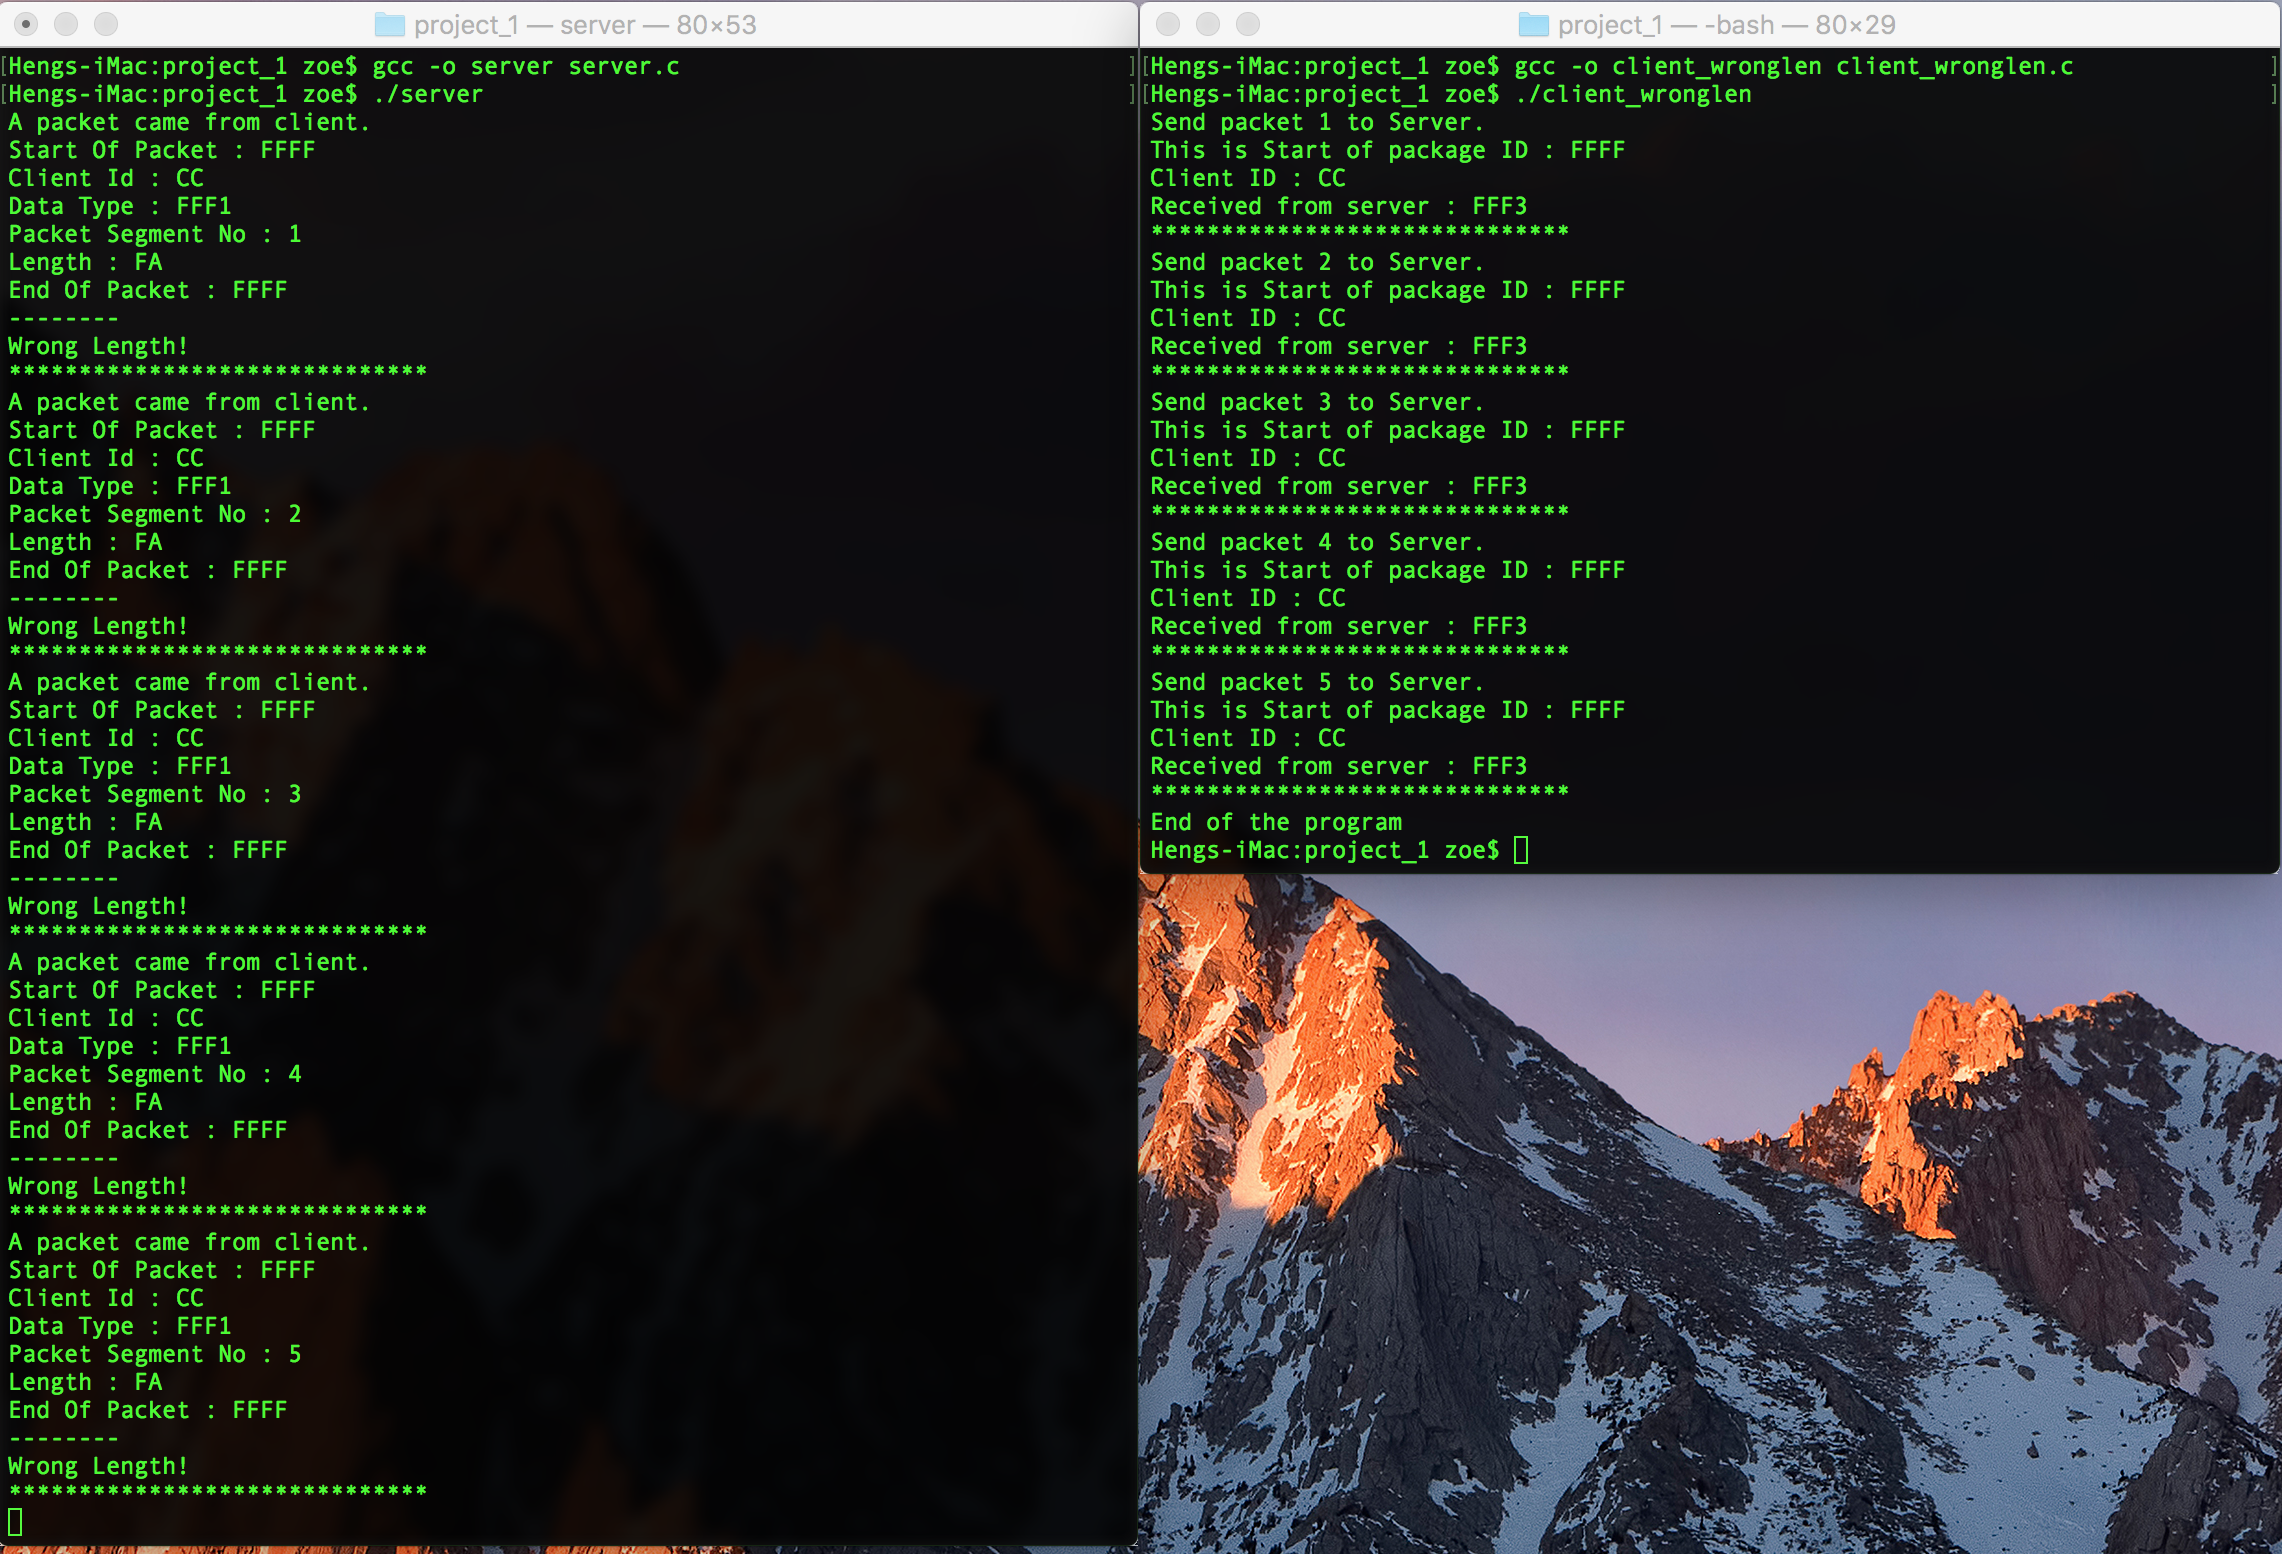 project_1 — server — 80×53
[Hengs-iMac:project_1 zoe$ gcc -o server server.c ]
[Hengs-iMac:project_1 zoe$ ./server ]
A packet came from client.
Start Of Packet : FFFF
Client Id : CC
Data Type : FFF1
Packet Segment No : 1
Length : FA
End Of Packet : FFFF
--------
Wrong Length!
******************************
A packet came from client.
Start Of Packet : FFFF
Client Id : CC
Data Type : FFF1
Packet Segment No : 2
Length : FA
End Of Packet : FFFF
--------
Wrong Length!
******************************
A packet came from client.
Start Of Packet : FFFF
Client Id : CC
Data Type : FFF1
Packet Segment No : 3
Length : FA
End Of Packet : FFFF
--------
Wrong Length!
******************************
A packet came from client.
Start Of Packet : FFFF
Client Id : CC
Data Type : FFF1
Packet Segment No : 4
Length : FA
End Of Packet : FFFF
--------
Wrong Length!
******************************
A packet came from client.
Start Of Packet : FFFF
Client Id : CC
Data Type : FFF1
Packet Segment No : 5
Length : FA
End Of Packet : FFFF
--------
Wrong Length!
******************************
project_1 — -bash — 80×29
[Hengs-iMac:project_1 zoe$ gcc -o client_wronglen client_wronglen.c ]
[Hengs-iMac:project_1 zoe$ ./client_wronglen ]
Send packet 1 to Server.
This is Start of package ID : FFFF
Client ID : CC
Received from server : FFF3
******************************
Send packet 2 to Server.
This is Start of package ID : FFFF
Client ID : CC
Received from server : FFF3
******************************
Send packet 3 to Server.
This is Start of package ID : FFFF
Client ID : CC
Received from server : FFF3
******************************
Send packet 4 to Server.
This is Start of package ID : FFFF
Client ID : CC
Received from server : FFF3
******************************
Send packet 5 to Server.
This is Start of package ID : FFFF
Client ID : CC
Received from server : FFF3
******************************
End of the program
Hengs-iMac:project_1 zoe$